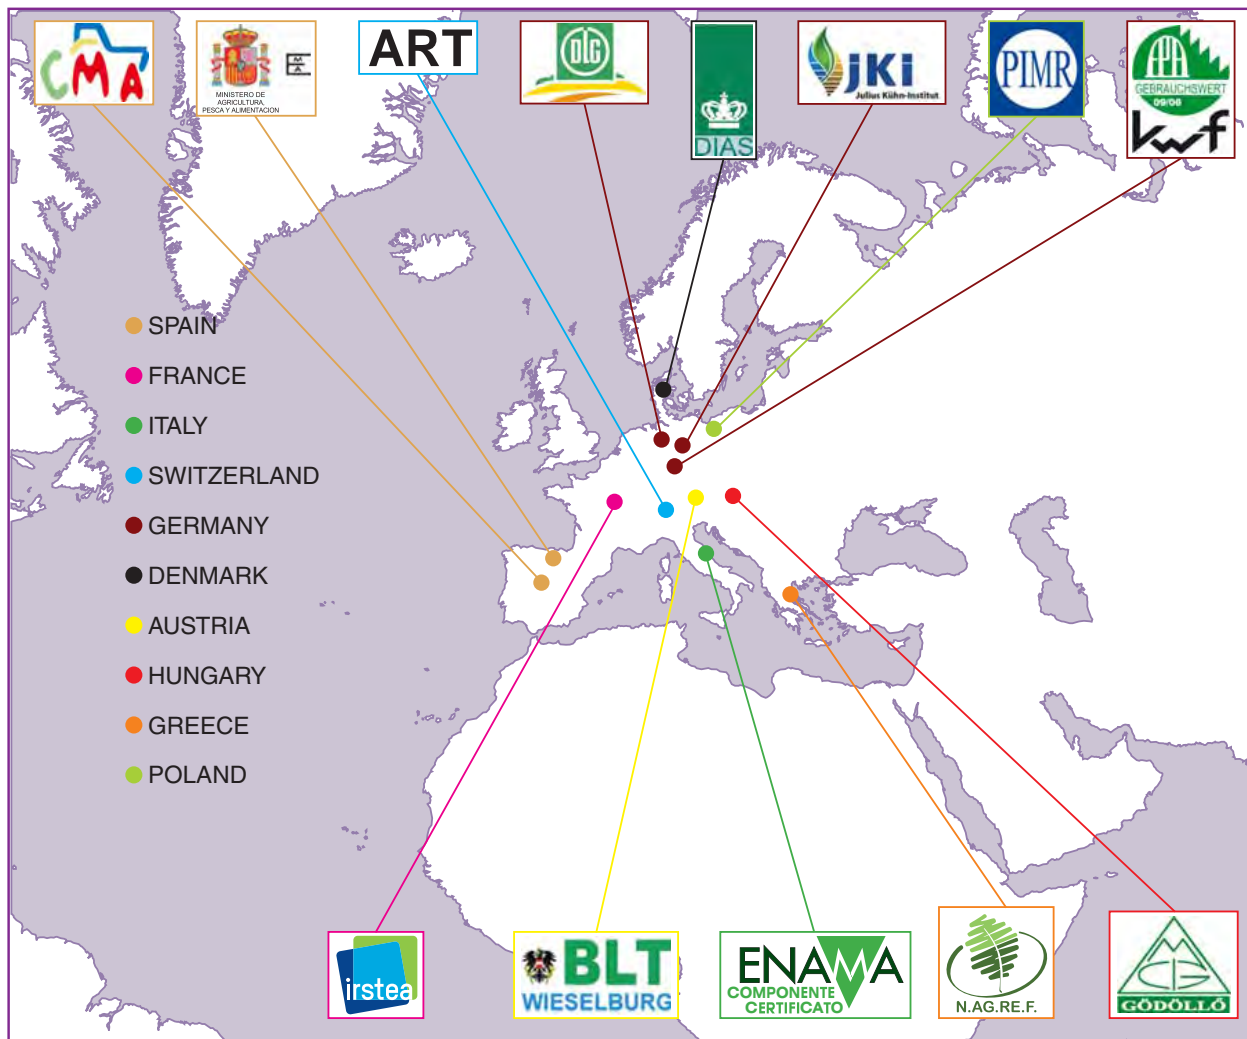 CMA
MINISTERIO DE
AGRICULTURA,
PESCA Y ALIMENTACION
ART
DLG
DIAS
jKi
Julius Kühn-Institut
PIMR
FPA
GEBRAUCHSWERT
09/08
kwf
SPAIN
FRANCE
ITALY
SWITZERLAND
GERMANY
DENMARK
AUSTRIA
HUNGARY
GREECE
POLAND
irstea
BLT
WIESELBURG
ENAMA
COMPONENTE
CERTIFICATO
N.AG.RE.F.
GÖDÖLLŐ